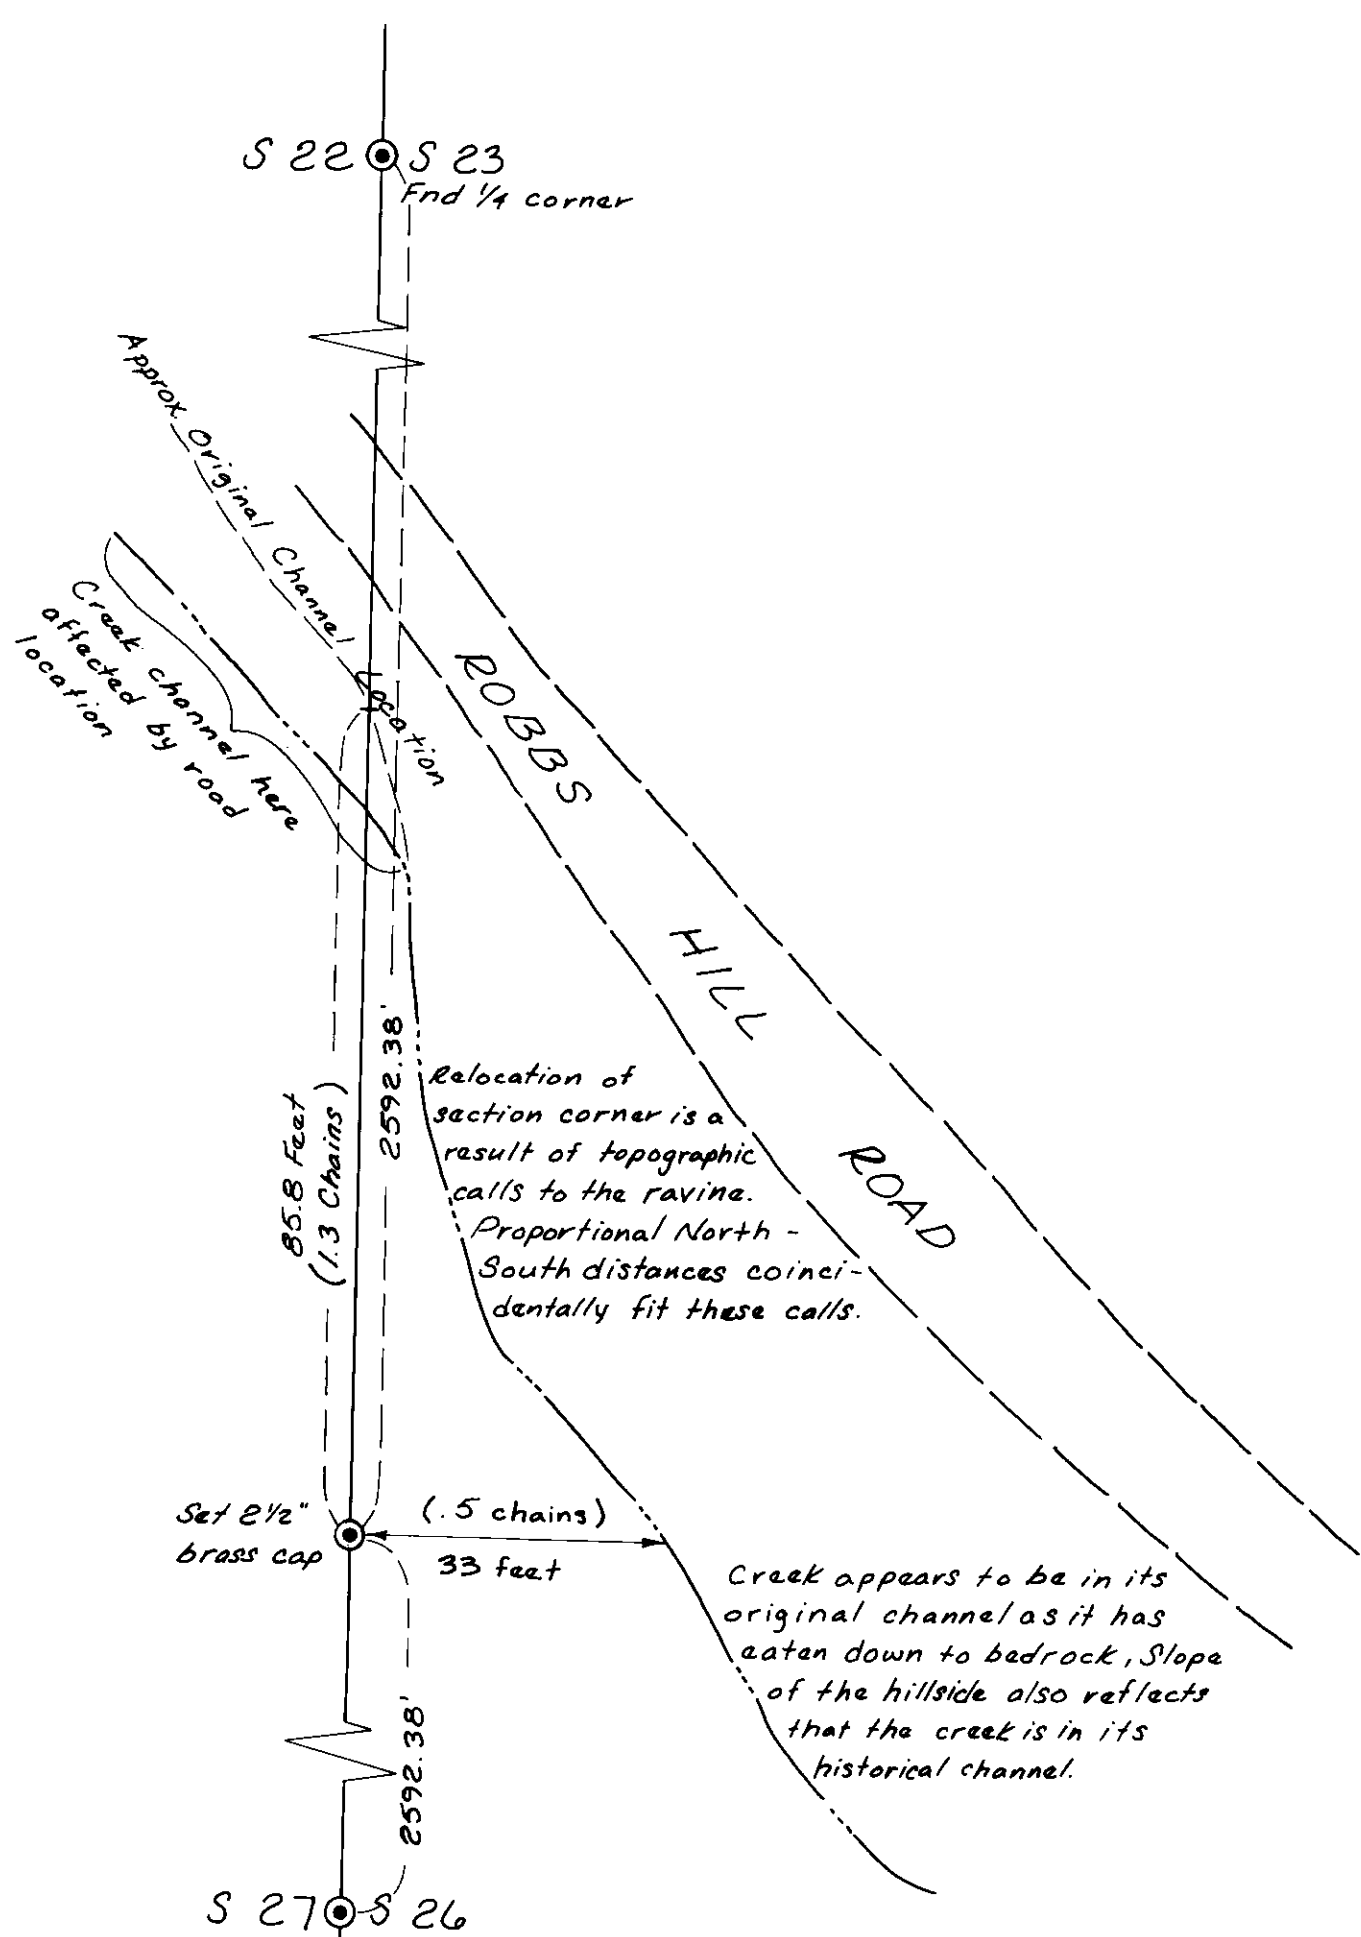 S 22 S 23
Fnd 1/4 corner
Approx. Original Channel Location
Creek channel here
affected by road
location
ROBBS HILL ROAD
85.8 Feet
(1.3 Chains)
2592.38'
Relocation of
section corner is a
result of topographic
calls to the ravine.
Proportional North -
South distances coinci-
dentally fit these calls.
Set 2 1/2"
brass cap
(.5 chains)
33 feet
Creek appears to be in its
original channel as it has
eaten down to bedrock, Slope
of the hillside also reflects
that the creek is in its
historical channel.
2592.38'
S 27 S 26